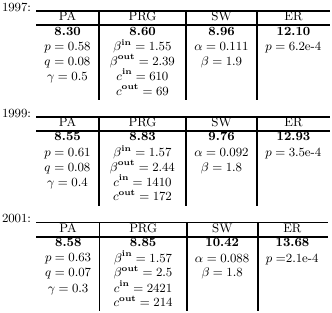 1997:
PA PRG SW ER
8.30 8.60 8.96 12.10
p = 0.58 β^in = 1.55 α = 0.111 p = 6.2e-4
q = 0.08 β^out = 2.39 β = 1.9
γ = 0.5 c^in = 610
c^out = 69
1999:
PA PRG SW ER
8.55 8.83 9.76 12.93
p = 0.61 β^in = 1.57 α = 0.092 p = 3.5e-4
q = 0.08 β^out = 2.44 β = 1.8
γ = 0.4 c^in = 1410
c^out = 172
2001:
PA PRG SW ER
8.58 8.85 10.42 13.68
p = 0.63 β^in = 1.57 α = 0.088 p =2.1e-4
q = 0.07 β^out = 2.5 β = 1.8
γ = 0.3 c^in = 2421
c^out = 214